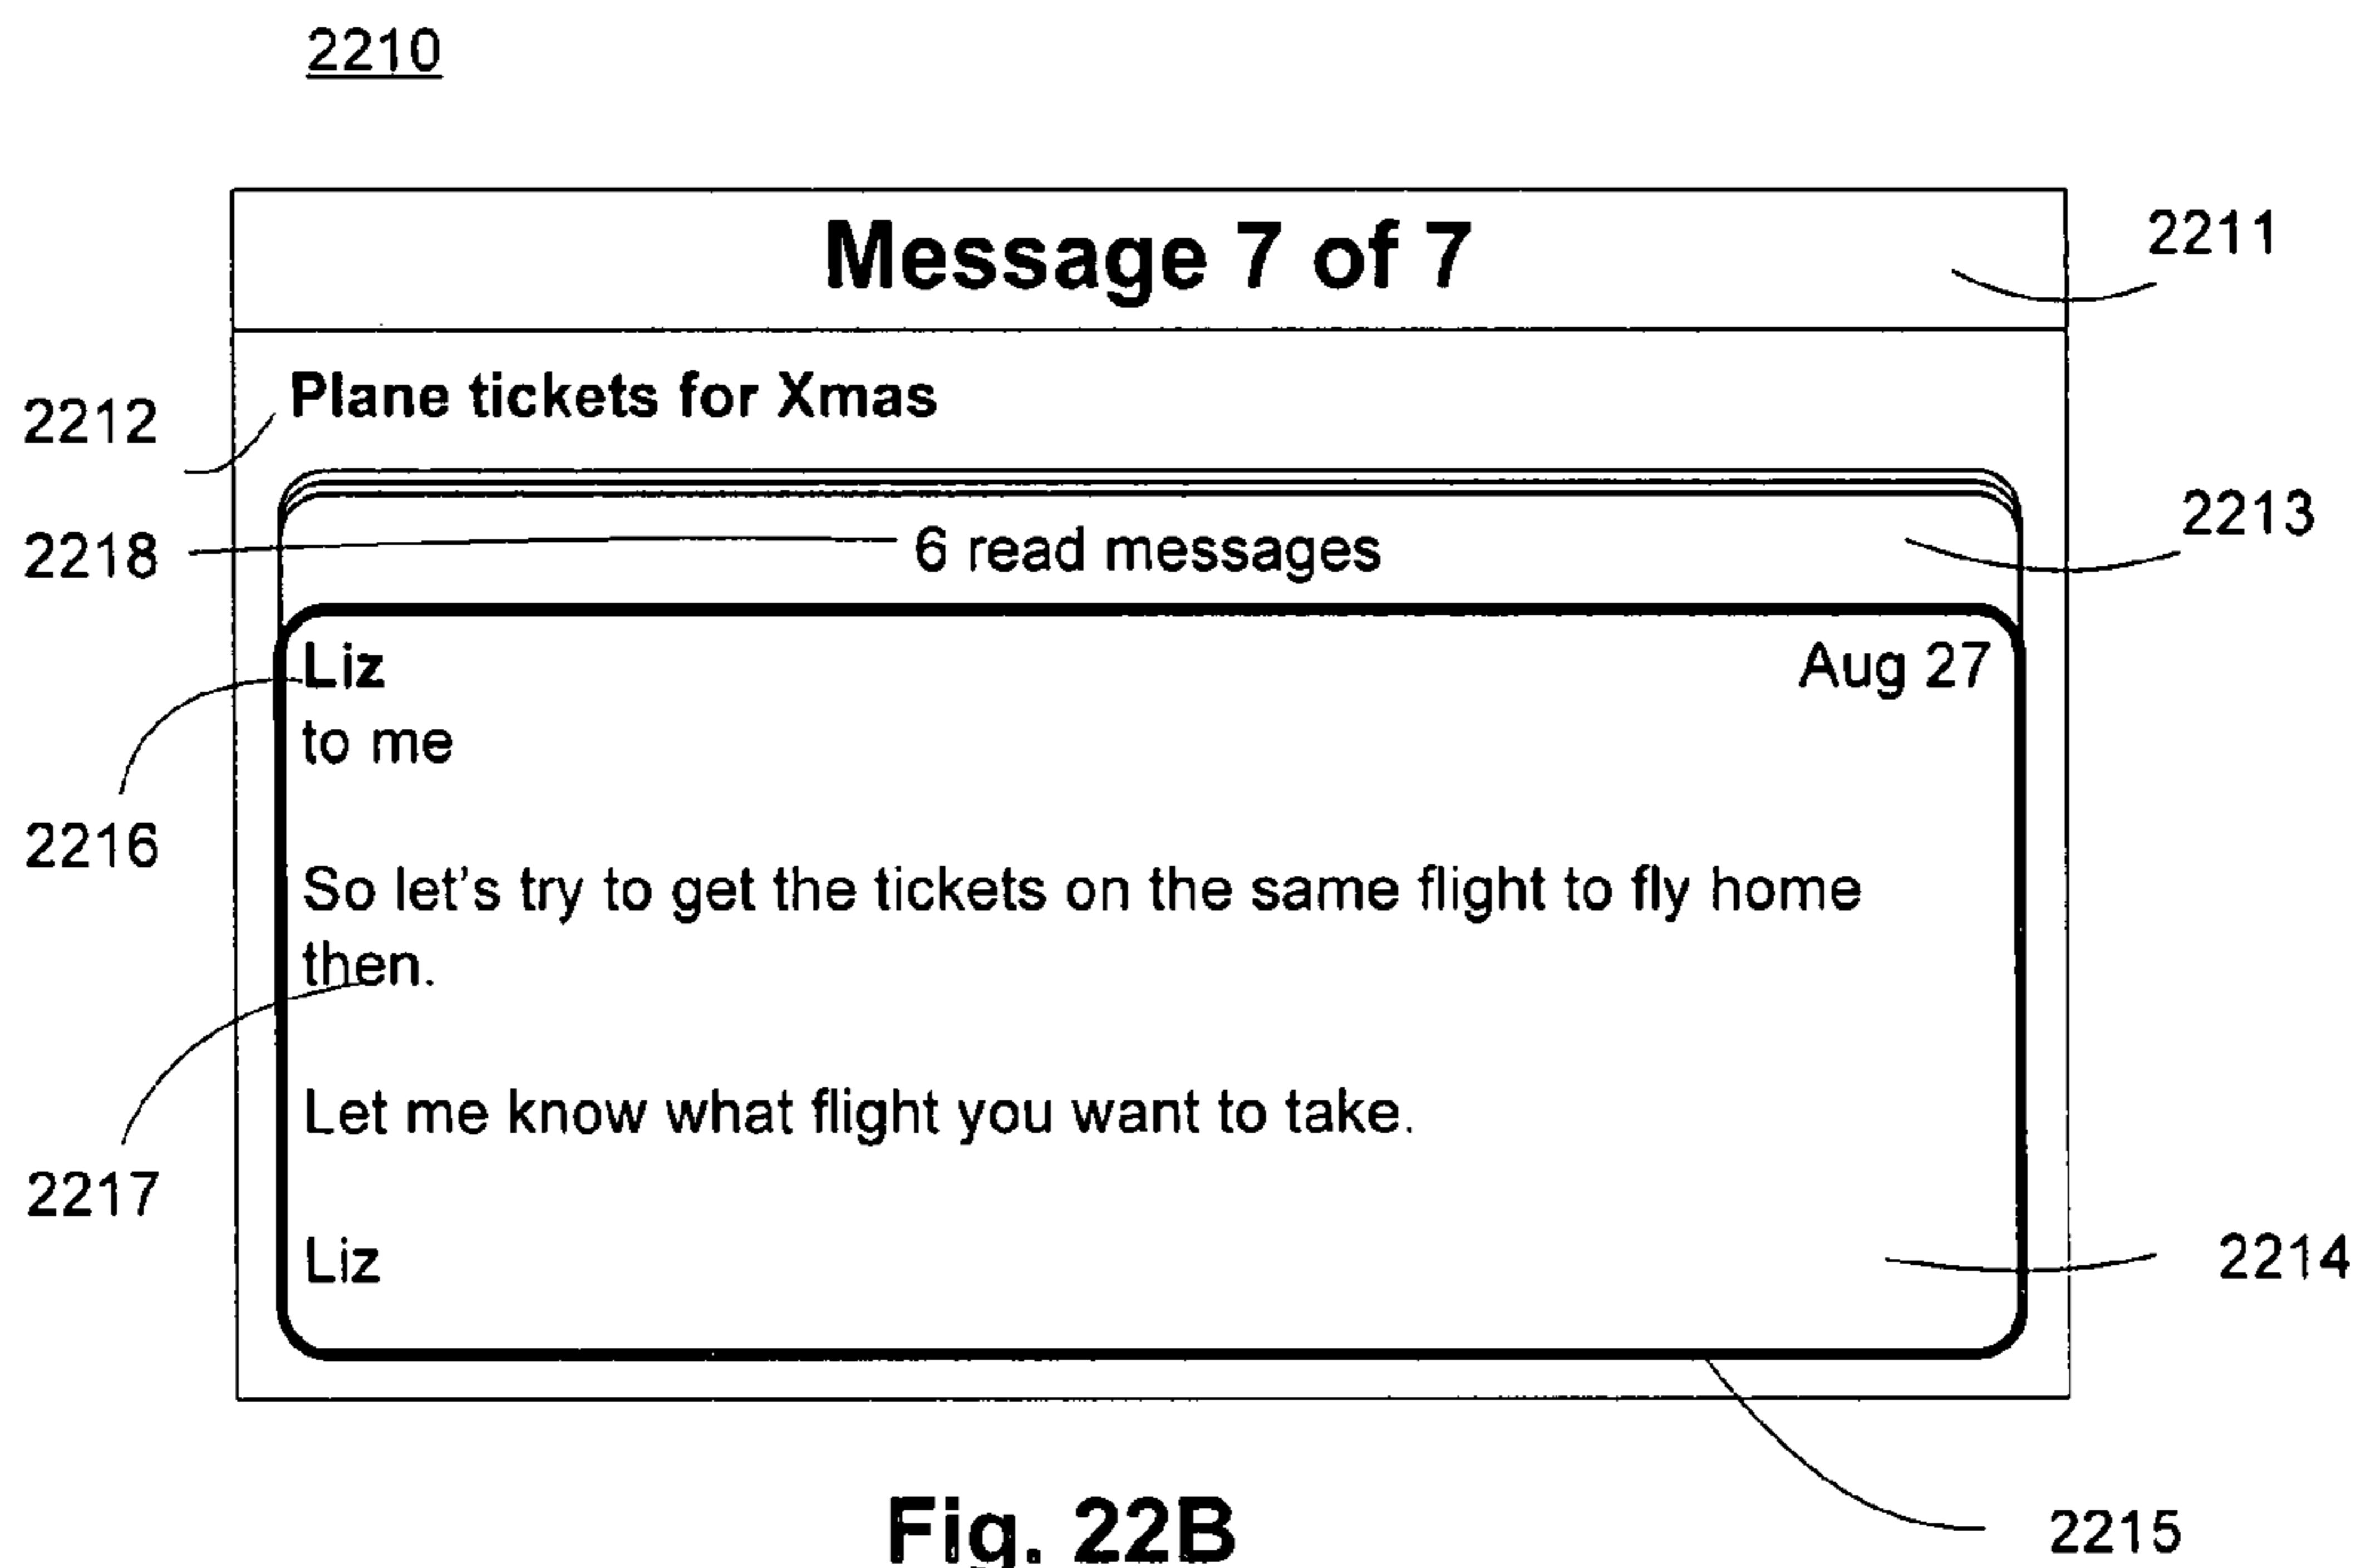 2210
Message 7 of 7
2211
Plane tickets for Xmas
2212
2213
2218
6 read messages
Liz
Aug 27
to me
2216
So let's try to get the tickets on the same flight to fly home
then.
Let me know what flight you want to take.
2217
Liz
2214
2215
Fig. 22B